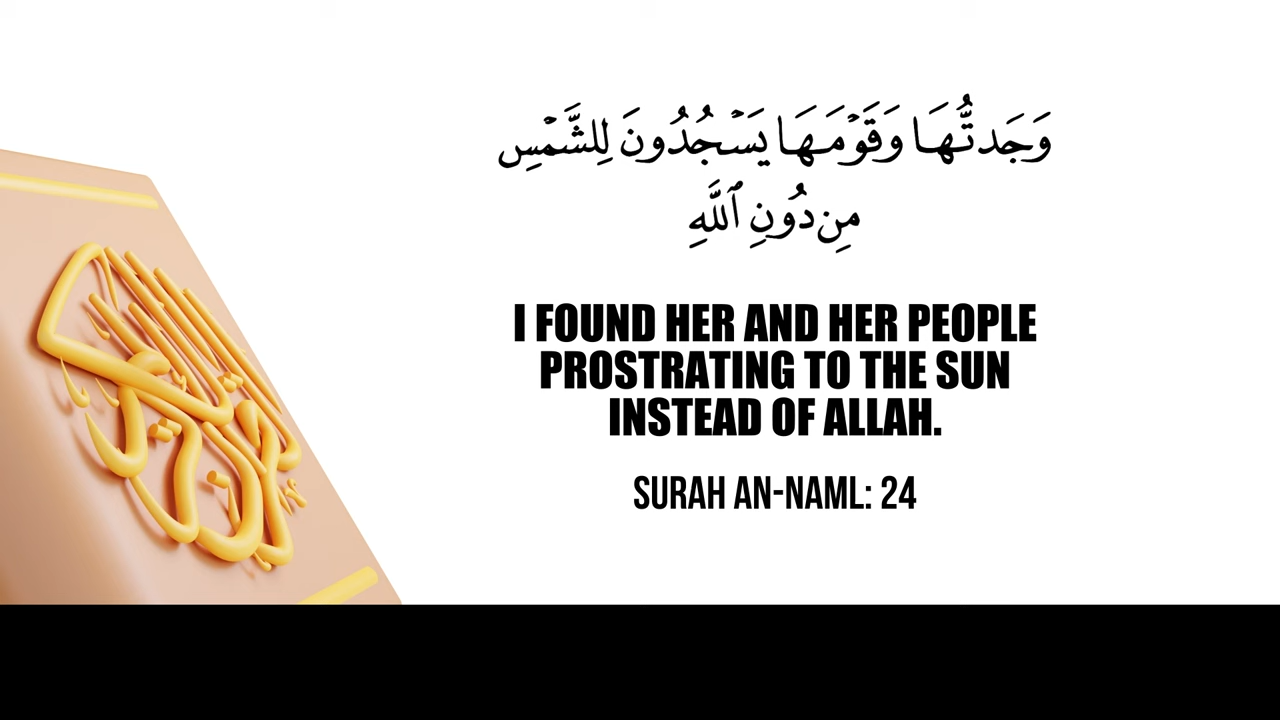 وَجَدتُّهَا وَقَوْمَهَا يَسْجُدُونَ لِلشَّمْسِ
مِن دُونِ ٱللَّهِ
I FOUND HER AND HER PEOPLE
PROSTRATING TO THE SUN
INSTEAD OF ALLAH.
SURAH AN-NAML: 24